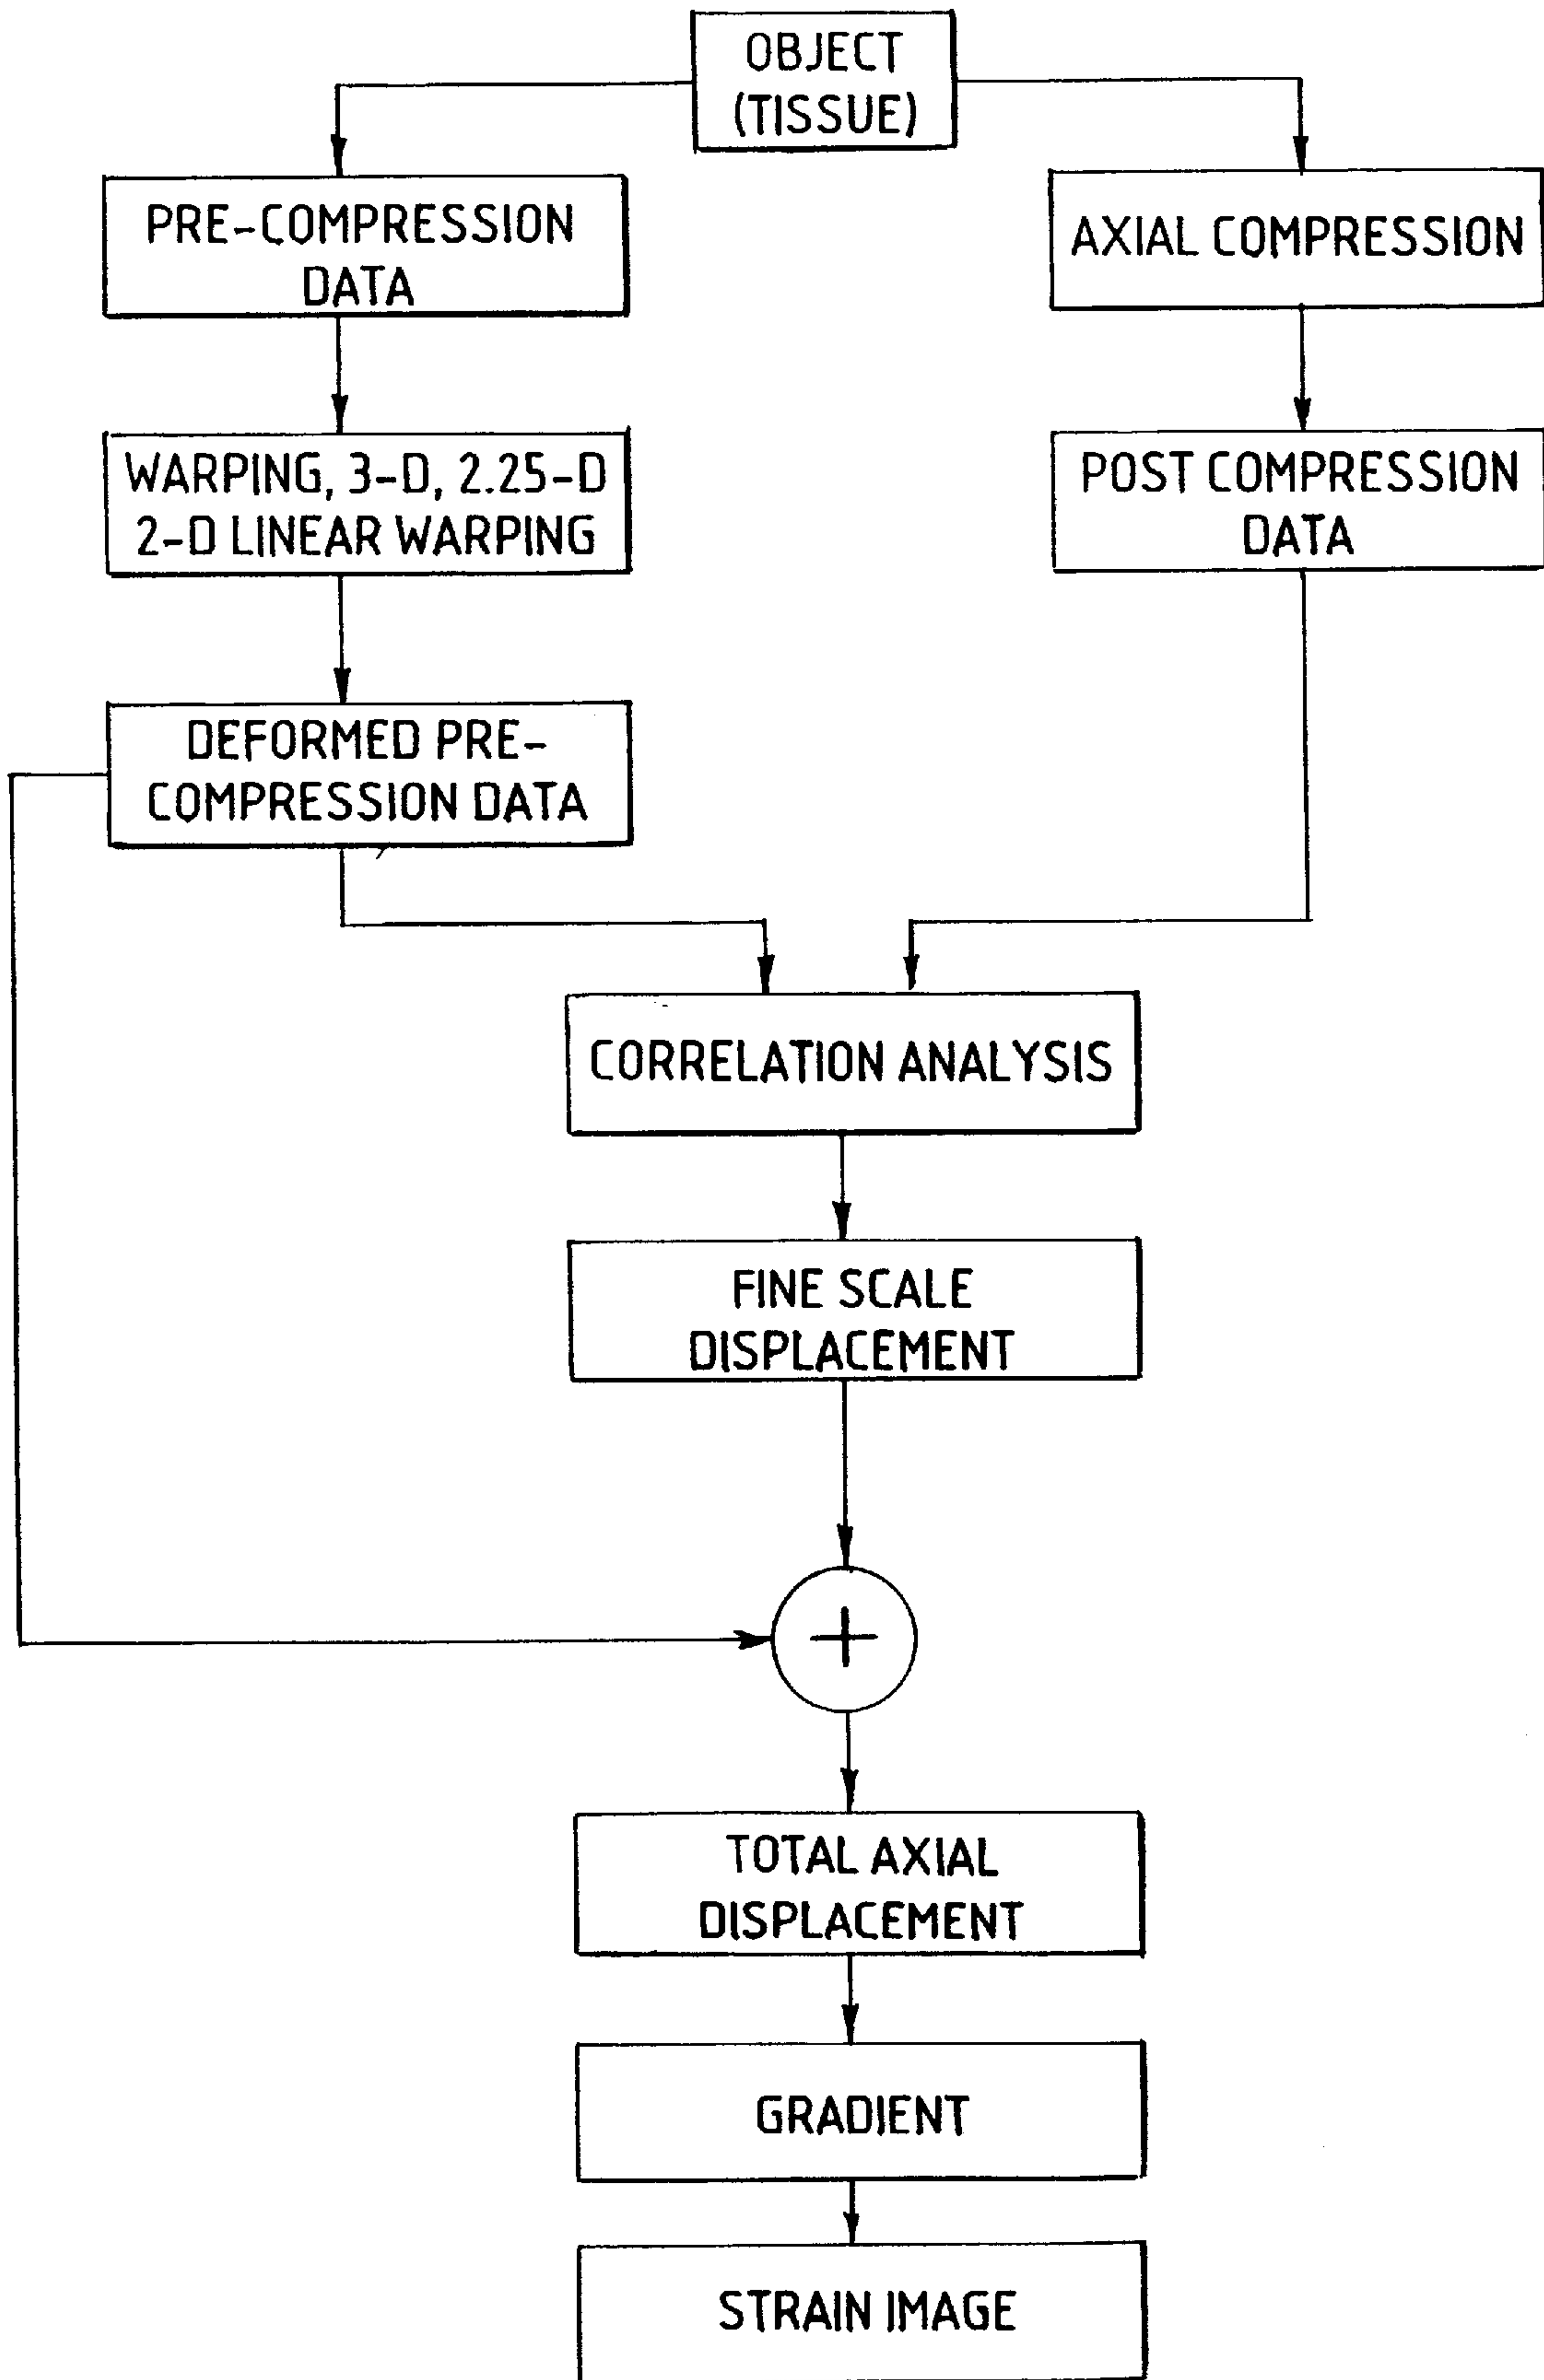 OBJECT
(TISSUE)
PRE-COMPRESSION
DATA
AXIAL COMPRESSION
WARPING, 3-D, 2.25-D
2-D LINEAR WARPING
POST COMPRESSION
DATA
DEFORMED PRE-
COMPRESSION DATA
CORRELATION ANALYSIS
FINE SCALE
DISPLACEMENT
+
TOTAL AXIAL
DISPLACEMENT
GRADIENT
STRAIN IMAGE